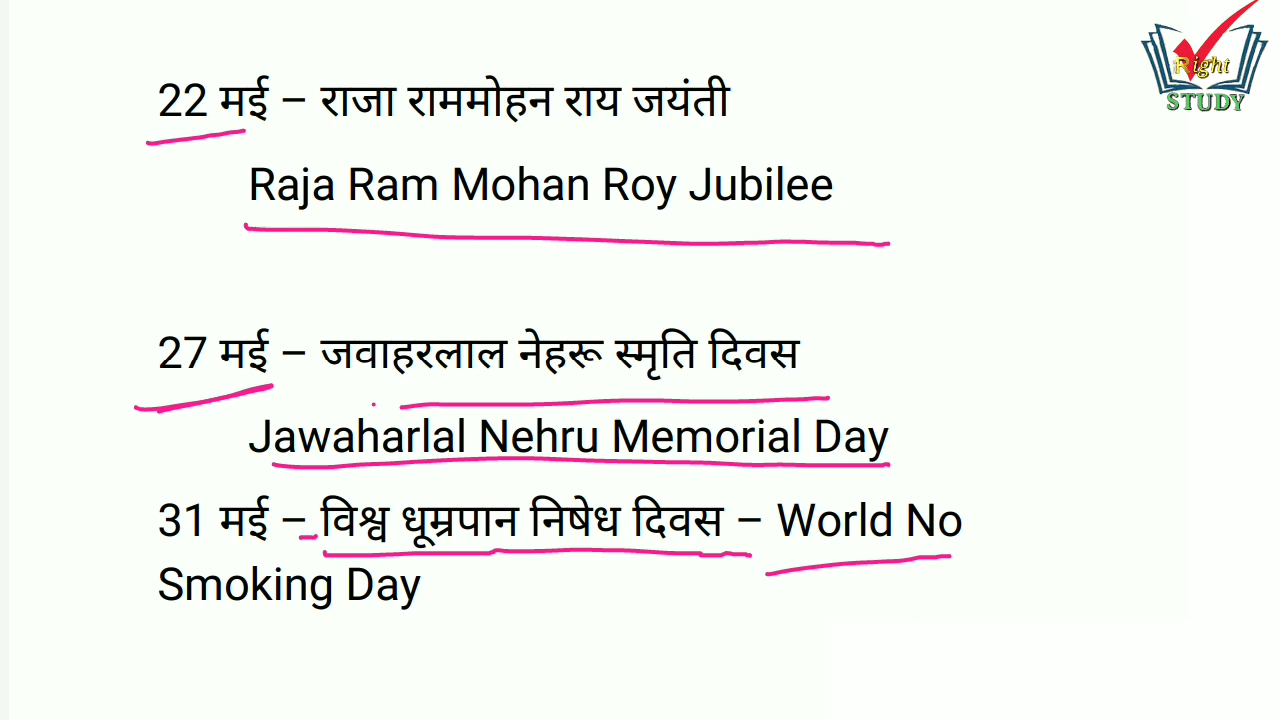 Right
STUDY
22 मई – राजा राममोहन राय जयंती
Raja Ram Mohan Roy Jubilee
27 मई – जवाहरलाल नेहरू स्मृति दिवस
Jawaharlal Nehru Memorial Day
31 मई – विश्व धूम्रपान निषेध दिवस – World No
Smoking Day